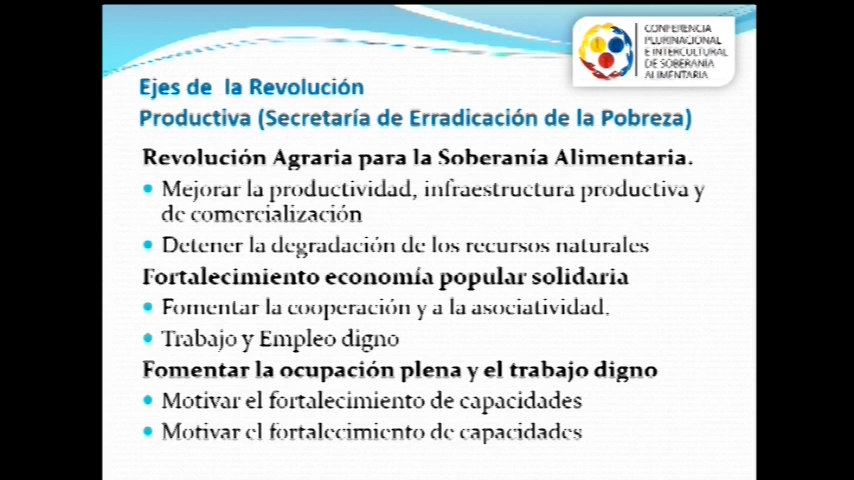 CONFERENCIA
PLURINACIONAL
E INTERCULTURAL
DE SOBERANÍA
ALIMENTARIA
Ejes de la Revolución
Productiva (Secretaría de Erradicación de la Pobreza)
Revolución Agraria para la Soberanía Alimentaria.
• Mejorar la productividad, infraestructura productiva y
de comercialización
• Detener la degradación de los recursos naturales
Fortalecimiento economía popular solidaria
• Fomentar la cooperación y a la asociatividad.
• Trabajo y Empleo digno
Fomentar la ocupación plena y el trabajo digno
• Motivar el fortalecimiento de capacidades
• Motivar el fortalecimiento de capacidades